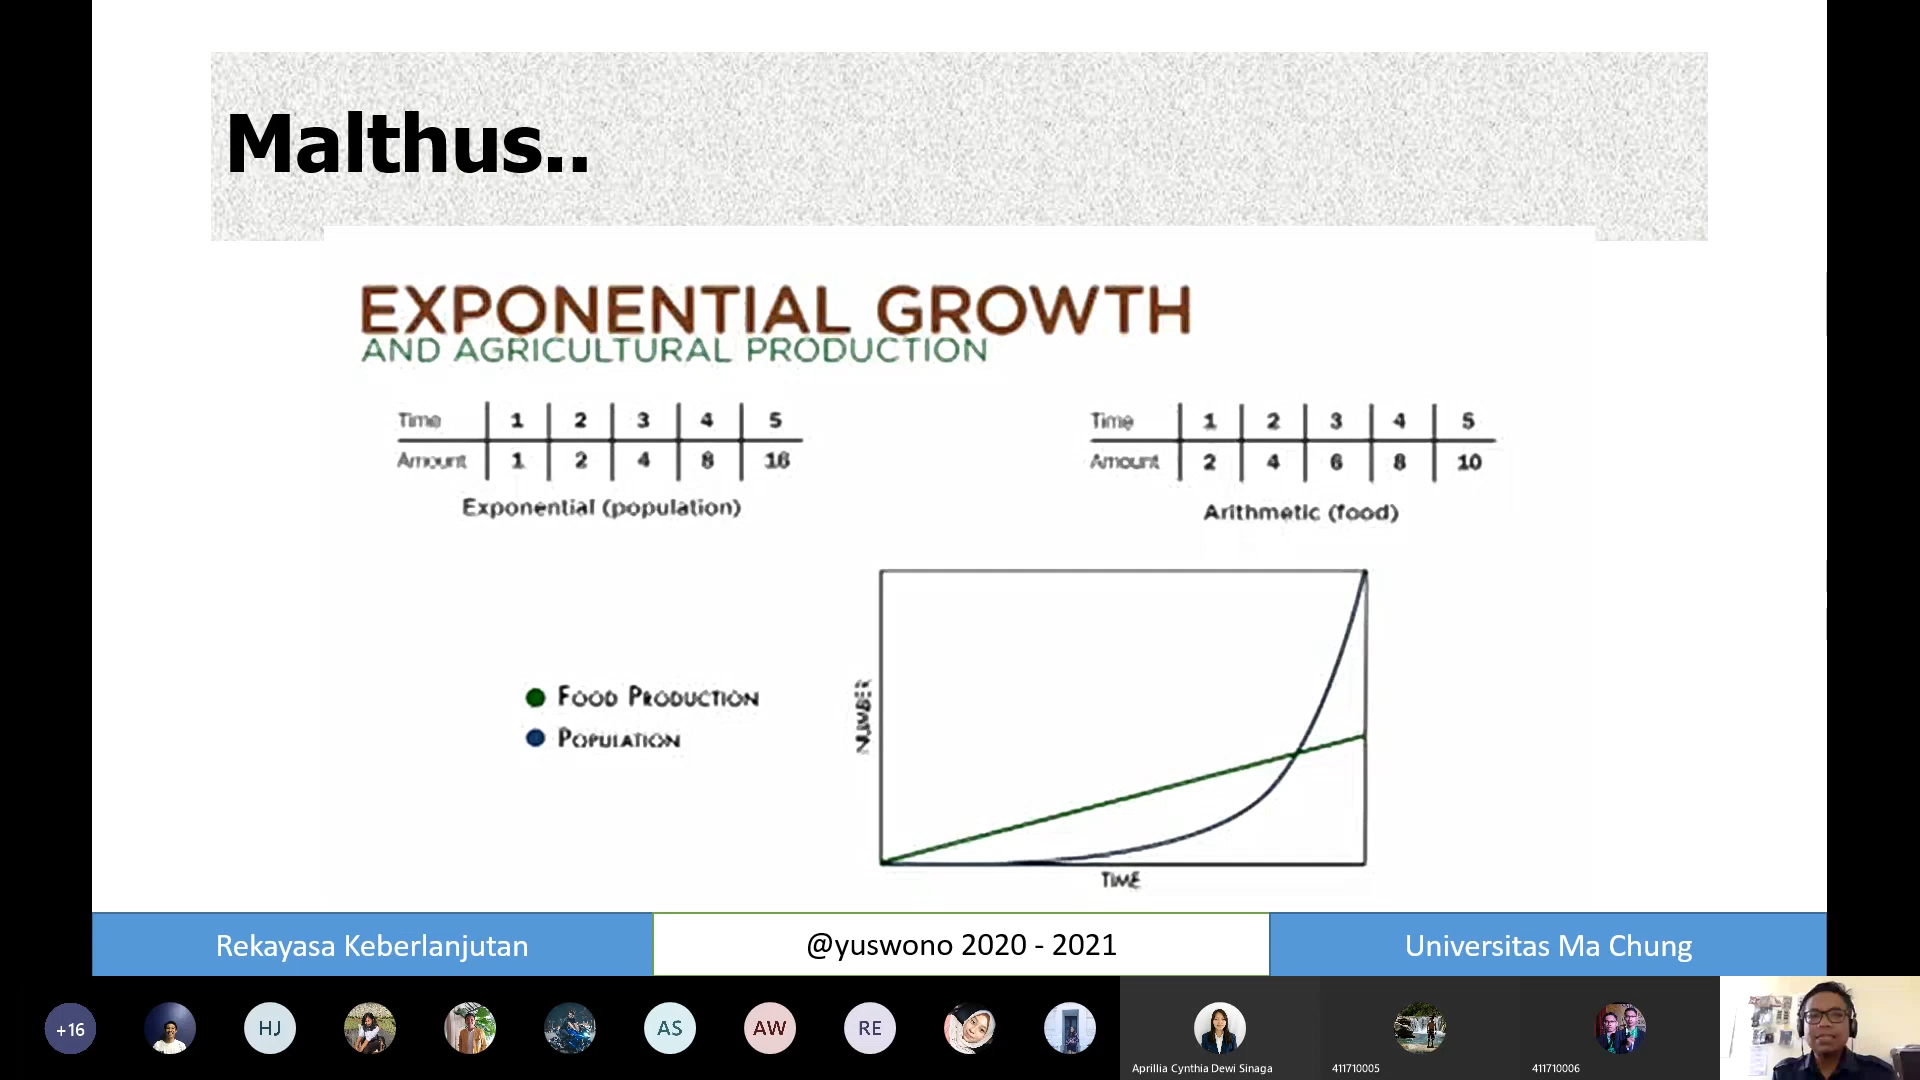 Malthus..
EXPONENTIAL GROWTH
AND AGRICULTURAL PRODUCTION
Time 1 2 3 4 5
Amount 1 2 4 8 16
Exponential (population)
Time 1 2 3 4 5
Amount 2 4 6 8 10
Arithmetic (food)
FOOD PRODUCTION
POPULATION
NUMBER
TIME
Rekayasa Keberlanjutan
@yuswono 2020 - 2021
Universitas Ma Chung
+16
HJ
AS
AW
RE
Aprillia Cynthia Dewi Sinaga
411710005
411710006